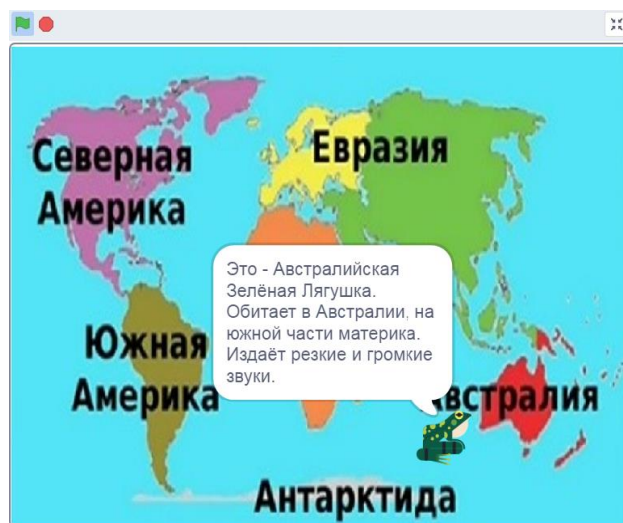 Северная
Америка
Евразия
Это - Австралийская
Зелёная Лягушка.
Обитает в Австралии, на
южной части материка.
Издаёт резкие и громкие
звуки.
Южная
Америка
Австралия
Антарктида